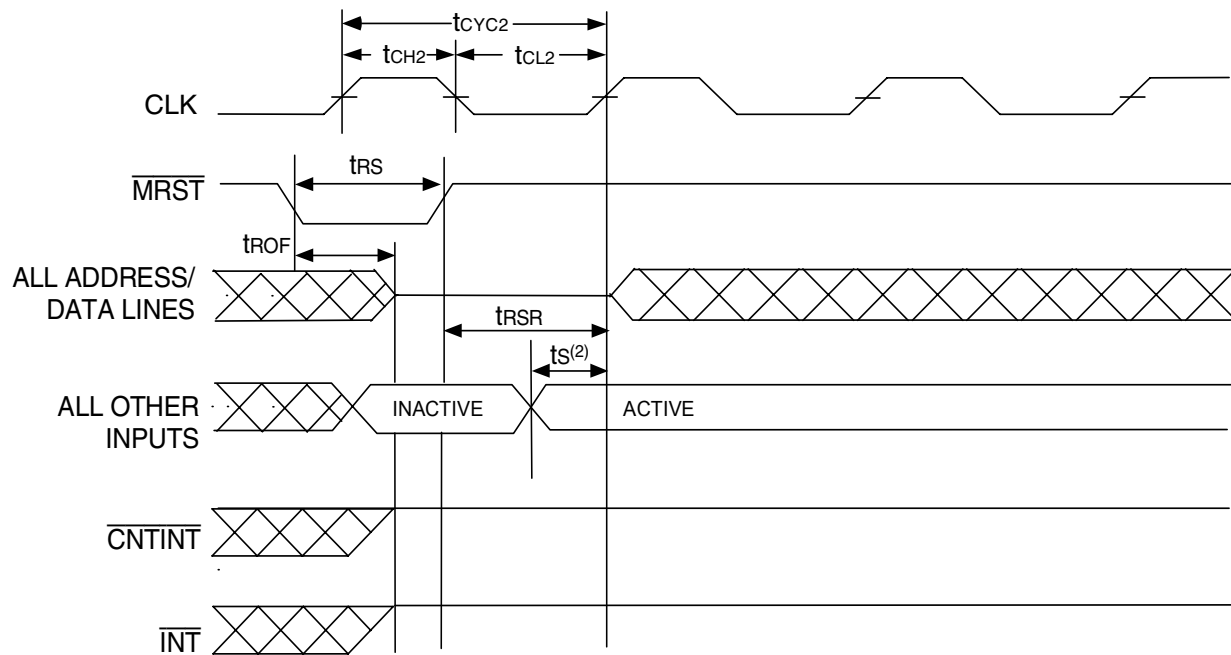 tCYC2
tCH2
tCL2
CLK
tRS
MRST
tROF
ALL ADDRESS/
DATA LINES
tRSR
tS(2)
ALL OTHER
INPUTS
INACTIVE
ACTIVE
CNTINT
INT